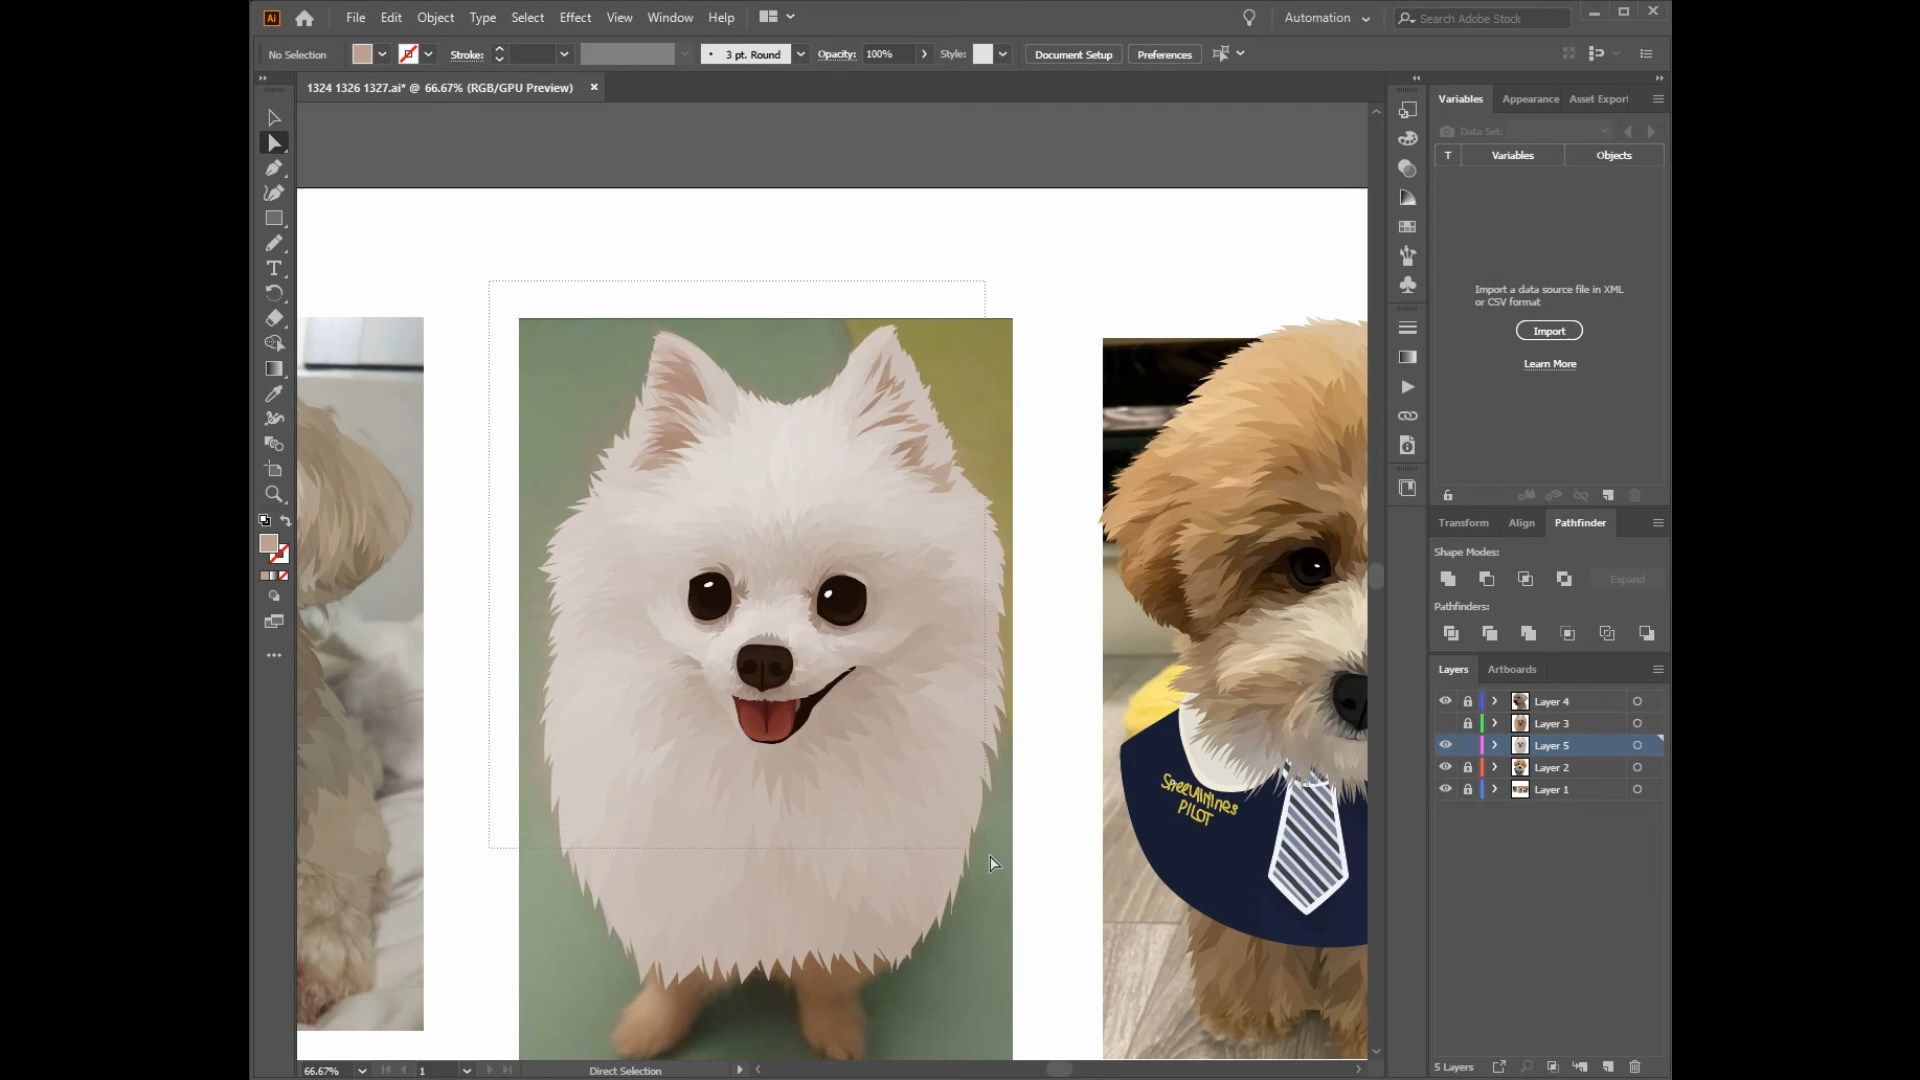 Ai File Edit Object Type Select Effect View Window Help Automation Search Adobe Stock
No Selection Stroke: 3 pt. Round Opacity: 100% Style: Document Setup Preferences
1324 1326 1327.ai* @ 66.67% (RGB/GPU Preview)
Variables Appearance Asset Export
Data Set:
T Variables Objects
Import a data source file in XML
or CSV format
Import
Learn More
Transform Align Pathfinder
Shape Modes:
Expand
Pathfinders:
Layers Artboards
Layer 4
Layer 3
Layer 5
Layer 2
Layer 1
PILOT
66.67% 1 Direct Selection 5 Layers